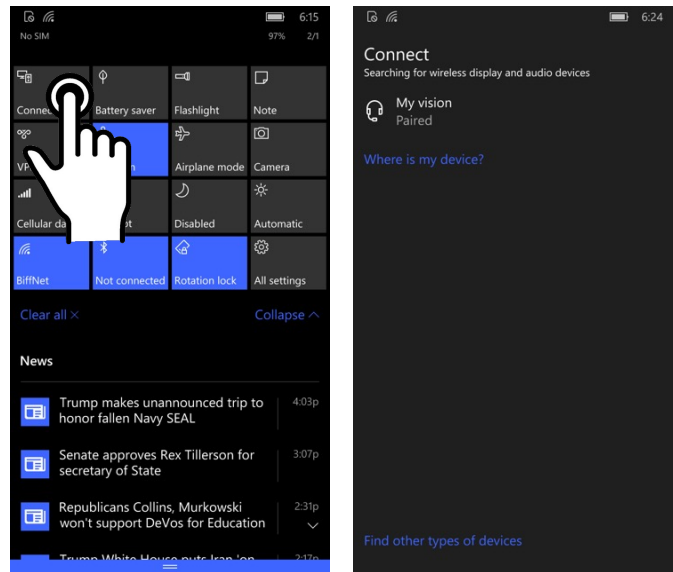 6:15
No SIM
97% 2/1
Battery saver
Flashlight
Note
Airplane mode
Camera
Cellular
Disabled
Automatic
BiffNet
Not connected
Rotation lock
All settings
Clear all ×
Collapse
News
Trump makes unannounced trip to
honor fallen Navy SEAL
4:03p
Senate approves Rex Tillerson for
secretary of State
3:07p
Republicans Collins, Murkowski
won't support DeVos for Education
2:31p
Trump White House puts Iran 'on
2:17p
6:24
Connect
Searching for wireless display and audio devices
My vision
Paired
Where is my device?
Find other types of devices